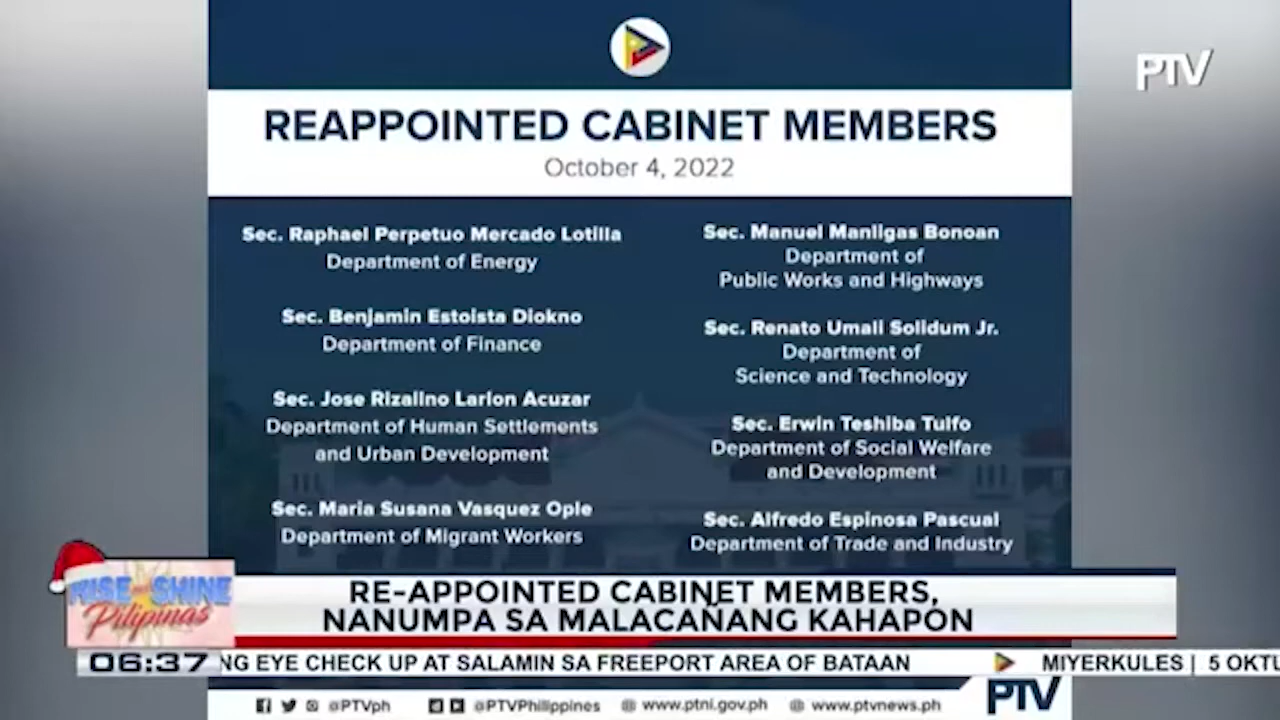 PTV
REAPPOINTED CABINET MEMBERS
October 4, 2022
Sec. Raphael Perpetuo Mercado Lotilla
Department of Energy
Sec. Benjamin Estoista Diokno
Department of Finance
Sec. Jose Rizalino Larion Acuzar
Department of Human Settlements
and Urban Development
Sec. Maria Susana Vasquez Ople
Department of Migrant Workers
Sec. Manuel Manligas Bonoan
Department of
Public Works and Highways
Sec. Renato Umali Solidum Jr.
Department of
Science and Technology
Sec. Erwin Teshiba Tulfo
Department of Social Welfare
and Development
Sec. Alfredo Espinosa Pascual
Department of Trade and Industry
RISE and SHINE
Pilipinas
RE-APPOINTED CABINET MEMBERS,
NANUMPA SA MALACAÑANG KAHAPON
06:37
NG EYE CHECK UP AT SALAMIN SA FREEPORT AREA OF BATAAN
MIYERKULES | 5 OKTU
@PTVph @PTVPhilippines www.ptni.gov.ph www.ptvnews.ph
PTV